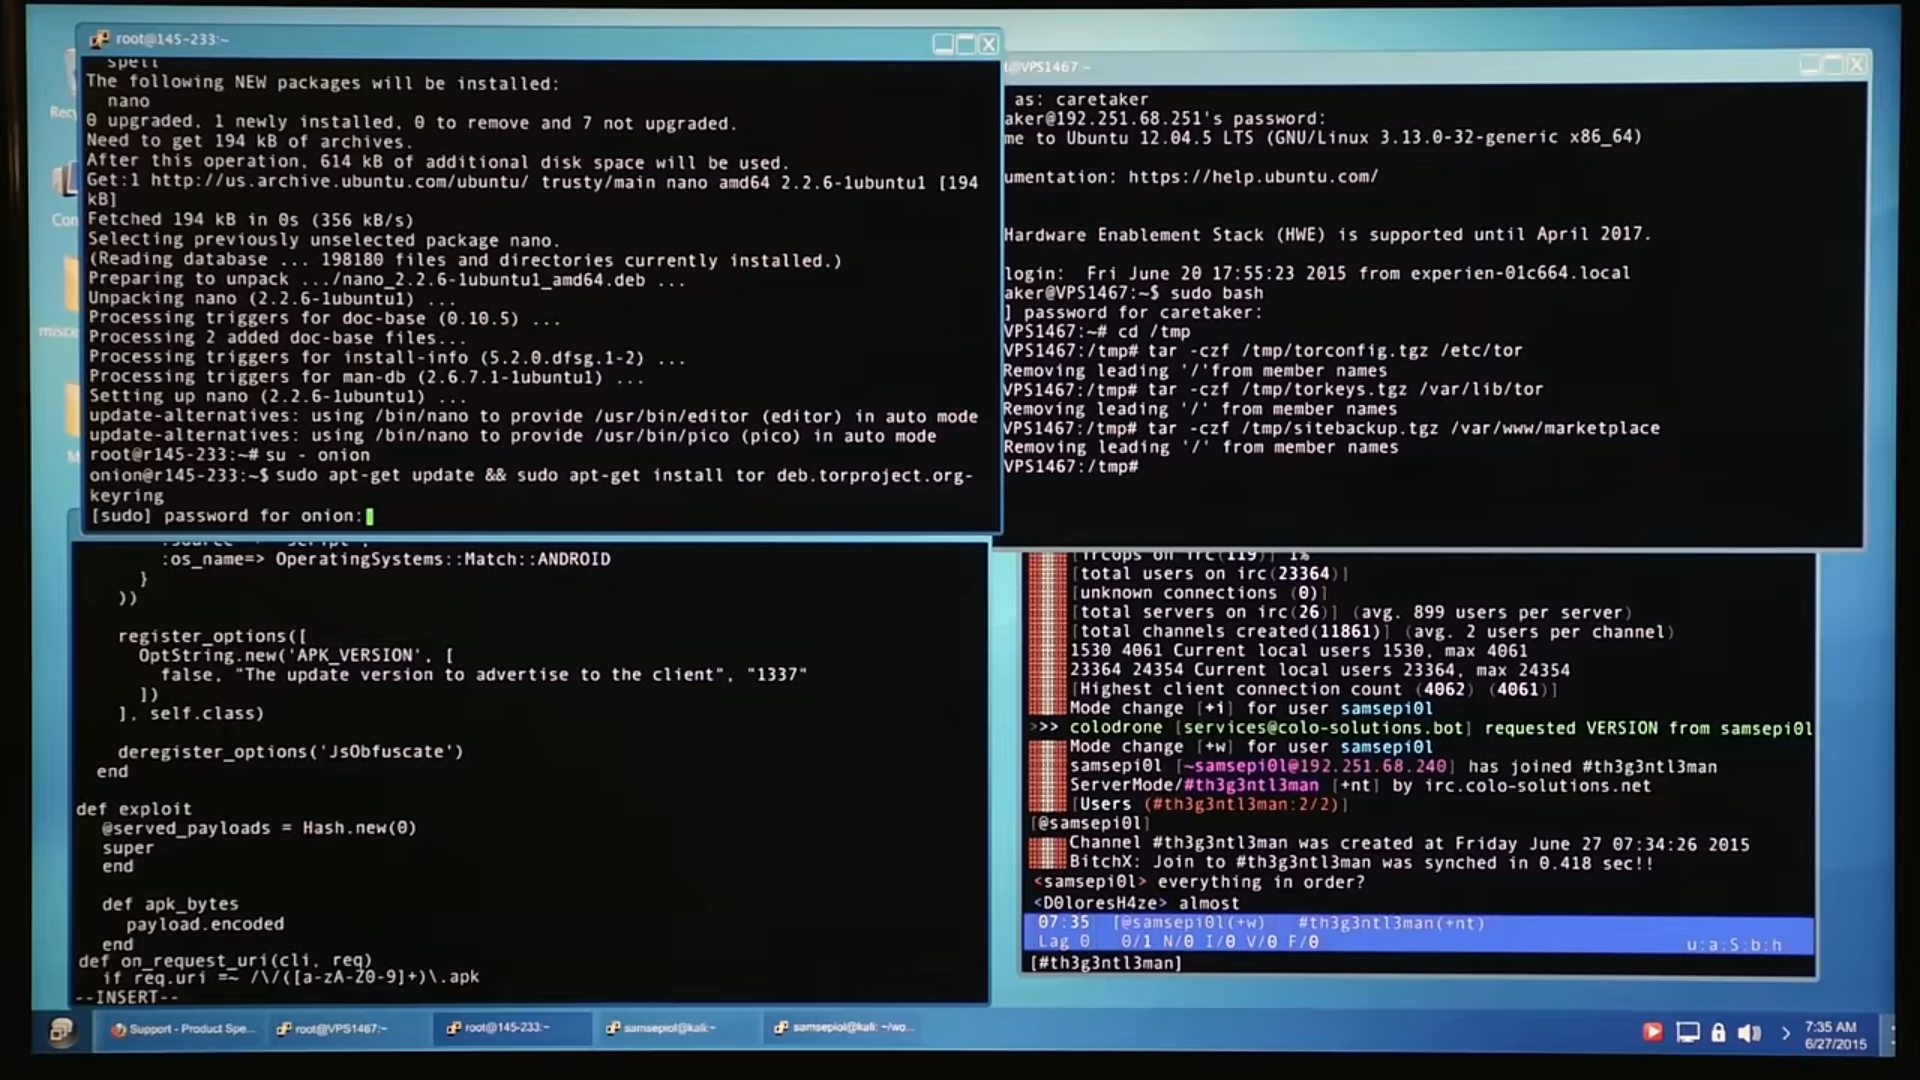 root@145-233:~
spell
The following NEW packages will be installed:
nano
0 upgraded, 1 newly installed, 0 to remove and 7 not upgraded.
Need to get 194 kB of archives.
After this operation, 614 kB of additional disk space will be used.
Get:1 http://us.archive.ubuntu.com/ubuntu/ trusty/main nano amd64 2.2.6-1ubuntu1 [194
kB]
Fetched 194 kB in 0s (356 kB/s)
Selecting previously unselected package nano.
(Reading database ... 198180 files and directories currently installed.)
Preparing to unpack .../nano_2.2.6-1ubuntu1_amd64.deb ...
Unpacking nano (2.2.6-1ubuntu1) ...
Processing triggers for doc-base (0.10.5) ...
Processing 2 added doc-base files...
Processing triggers for install-info (5.2.0.dfsg.1-2) ...
Processing triggers for man-db (2.6.7.1-1ubuntu1) ...
Setting up nano (2.2.6-1ubuntu1) ...
update-alternatives: using /bin/nano to provide /usr/bin/editor (editor) in auto mode
update-alternatives: using /bin/nano to provide /usr/bin/pico (pico) in auto mode
root@r145-233:~# su - onion
onion@r145-233:~$ sudo apt-get update && sudo apt-get install tor deb.torproject.org-
keyring
[sudo] password for onion:
t@VPS1467:~
as: caretaker
aker@192.251.68.251's password:
me to Ubuntu 12.04.5 LTS (GNU/Linux 3.13.0-32-generic x86_64)
umentation: https://help.ubuntu.com/
Hardware Enablement Stack (HWE) is supported until April 2017.
login: Fri June 20 17:55:23 2015 from experien-01c664.local
aker@VPS1467:~$ sudo bash
] password for caretaker:
VPS1467:~# cd /tmp
VPS1467:/tmp# tar -czf /tmp/torconfig.tgz /etc/tor
Removing leading '/'from member names
VPS1467:/tmp# tar -czf /tmp/torkeys.tgz /var/lib/tor
Removing leading '/' from member names
VPS1467:/tmp# tar -czf /tmp/sitebackup.tgz /var/www/marketplace
Removing leading '/' from member names
VPS1467:/tmp#
:os_name=> OperatingSystems::Match::ANDROID
}
))
register_options([
OptString.new('APK_VERSION', [
false, "The update version to advertise to the client", "1337"
])
], self.class)
deregister_options('JsObfuscate')
end
def exploit
@served_payloads = Hash.new(0)
super
end
def apk_bytes
payload.encoded
end
def on_request_uri(cli, req)
if req.uri =~ /\/([a-zA-Z0-9]+)\.apk
--INSERT--
[ircops on irc(119)] 1%
[total users on irc(23364)]
[unknown connections (0)]
[total servers on irc(26)] (avg. 899 users per server)
[total channels created(11861)] (avg. 2 users per channel)
1530 4061 Current local users 1530, max 4061
23364 24354 Current local users 23364, max 24354
[Highest client connection count (4062) (4061)]
Mode change [+i] for user samsepi0l
>>> colodrone [services@colo-solutions.bot] requested VERSION from samsepi0l
Mode change [+w] for user samsepi0l
samsepi0l [~samsepi0l@192.251.68.240] has joined #th3g3ntl3man
ServerMode/#th3g3ntl3man [+nt] by irc.colo-solutions.net
[Users (#th3g3ntl3man:2/2)]
[@samsepi0l]
Channel #th3g3ntl3man was created at Friday June 27 07:34:26 2015
BitchX: Join to #th3g3ntl3man was synched in 0.418 sec!!
<samsepi0l> everything in order?
<D0loresH4ze> almost
07:35 [@samsepi0l(+w) #th3g3ntl3man(+nt)
Lag 0 0/1 N/0 I/0 V/0 F/0 u:a:S:b:h
[#th3g3ntl3man]
Support - Product Spe... root@VPS1467:~ root@145-233:~ samsepiol@kali:~ samsepiol@kali: ~/wo...
7:35 AM
6/27/2015